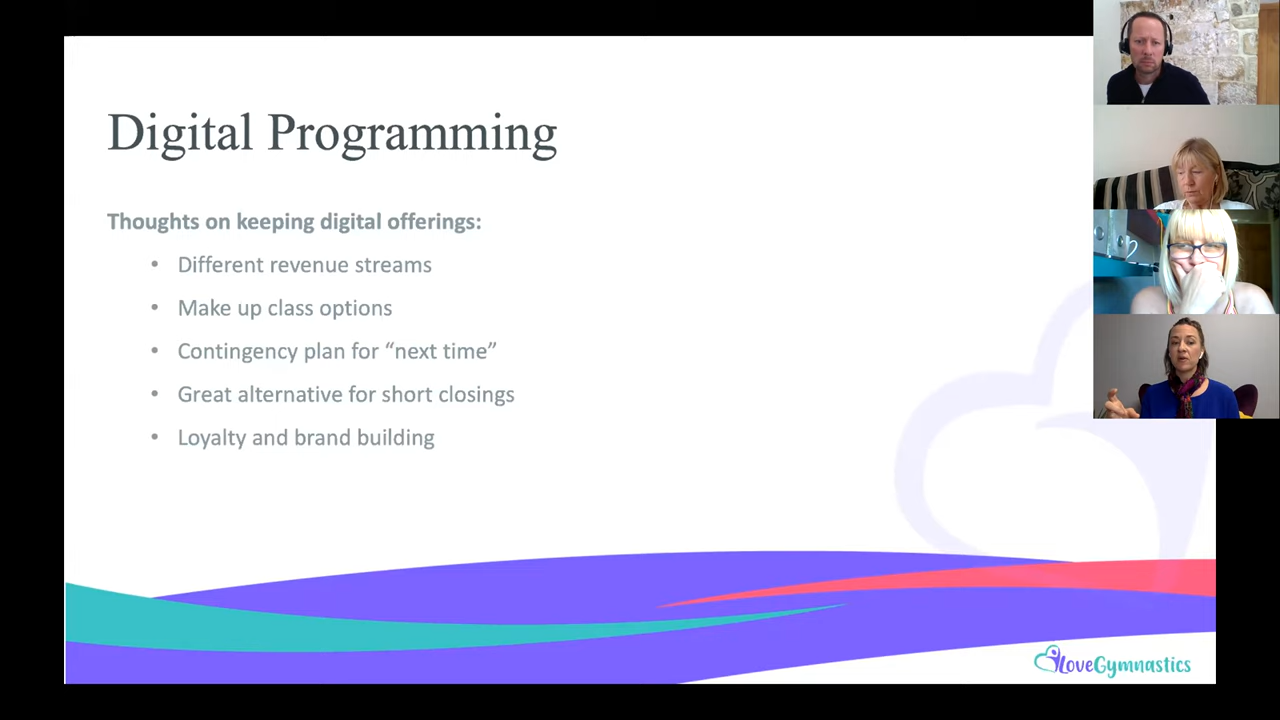 Digital Programming
Thoughts on keeping digital offerings:
• Different revenue streams
• Make up class options
• Contingency plan for “next time”
• Great alternative for short closings
• Loyalty and brand building
iLoveGymnastics